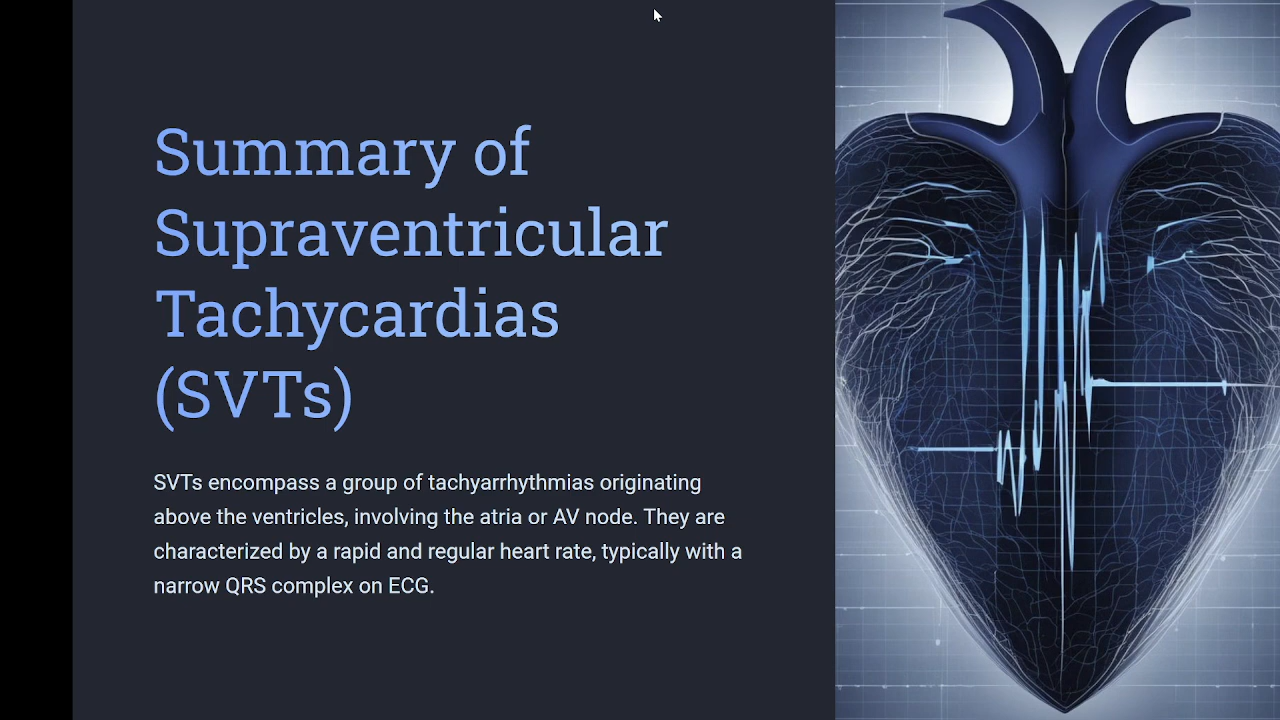 Summary of
Supraventricular
Tachycardias
(SVTs)
SVTs encompass a group of tachyarrhythmias originating
above the ventricles, involving the atria or AV node. They are
characterized by a rapid and regular heart rate, typically with a
narrow QRS complex on ECG.